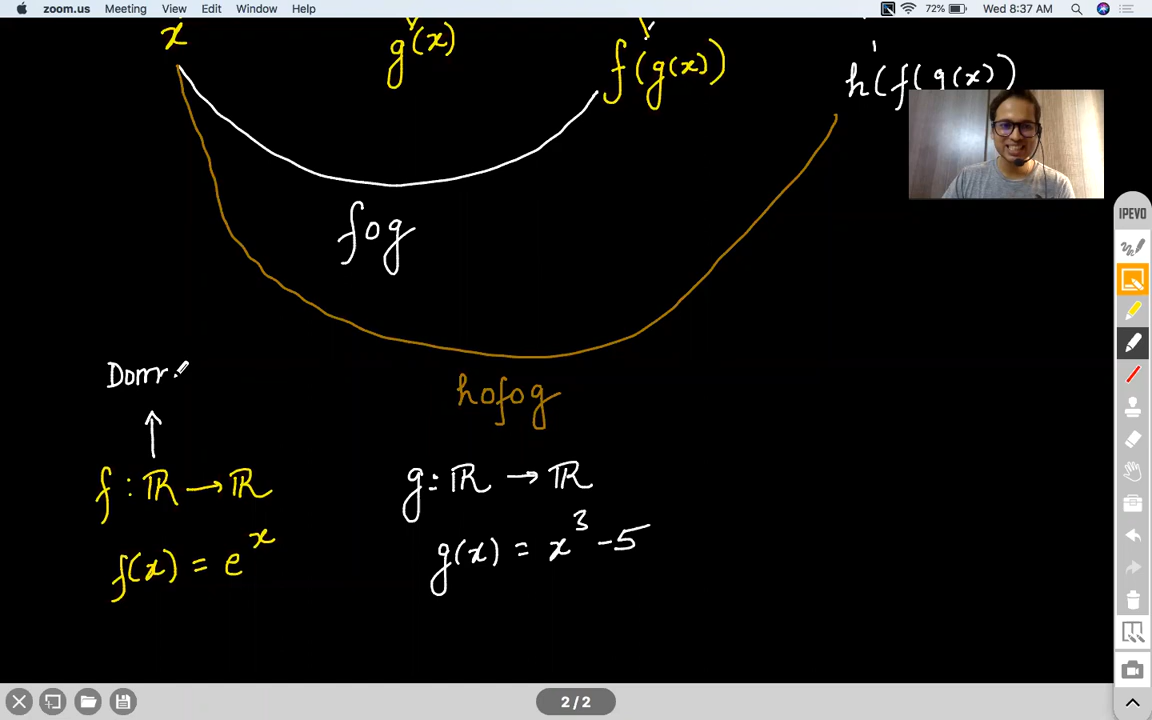 zoom.us Meeting View Edit Window Help 72% Wed 8:37 AM
x g(x) f(g(x)) h(f(g(x))
IPEVO
fog
Dom
hofog
f : ℝ → ℝ g: ℝ → ℝ
f(x) = e^x g(x) = x^3 -5
2/2